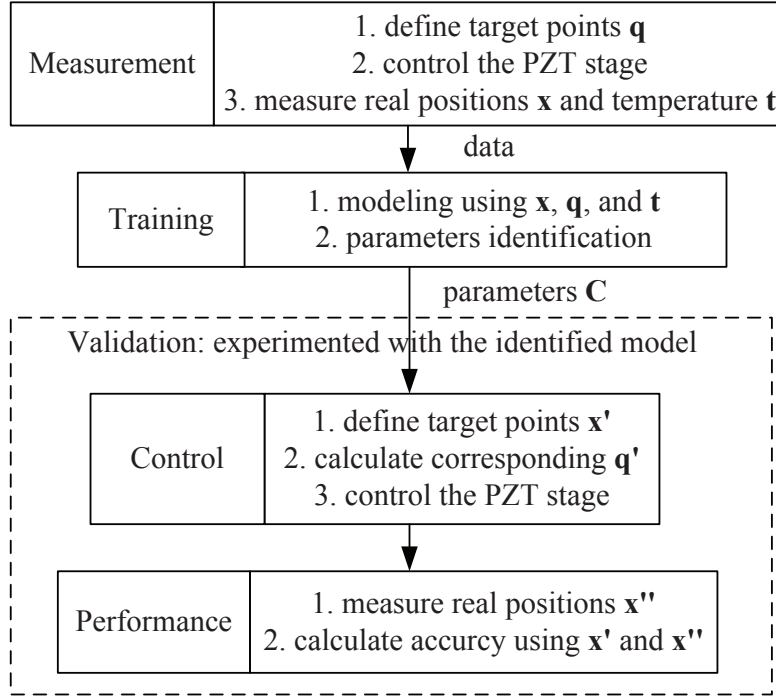 Measurement
1. define target points q
2. control the PZT stage
3. measure real positions x and temperature t
data
Training
1. modeling using x, q, and t
2. parameters identification
parameters C
Validation: experimented with the identified model
Control
1. define target points x'
2. calculate corresponding q'
3. control the PZT stage
Performance
1. measure real positions x''
2. calculate accurcy using x' and x''